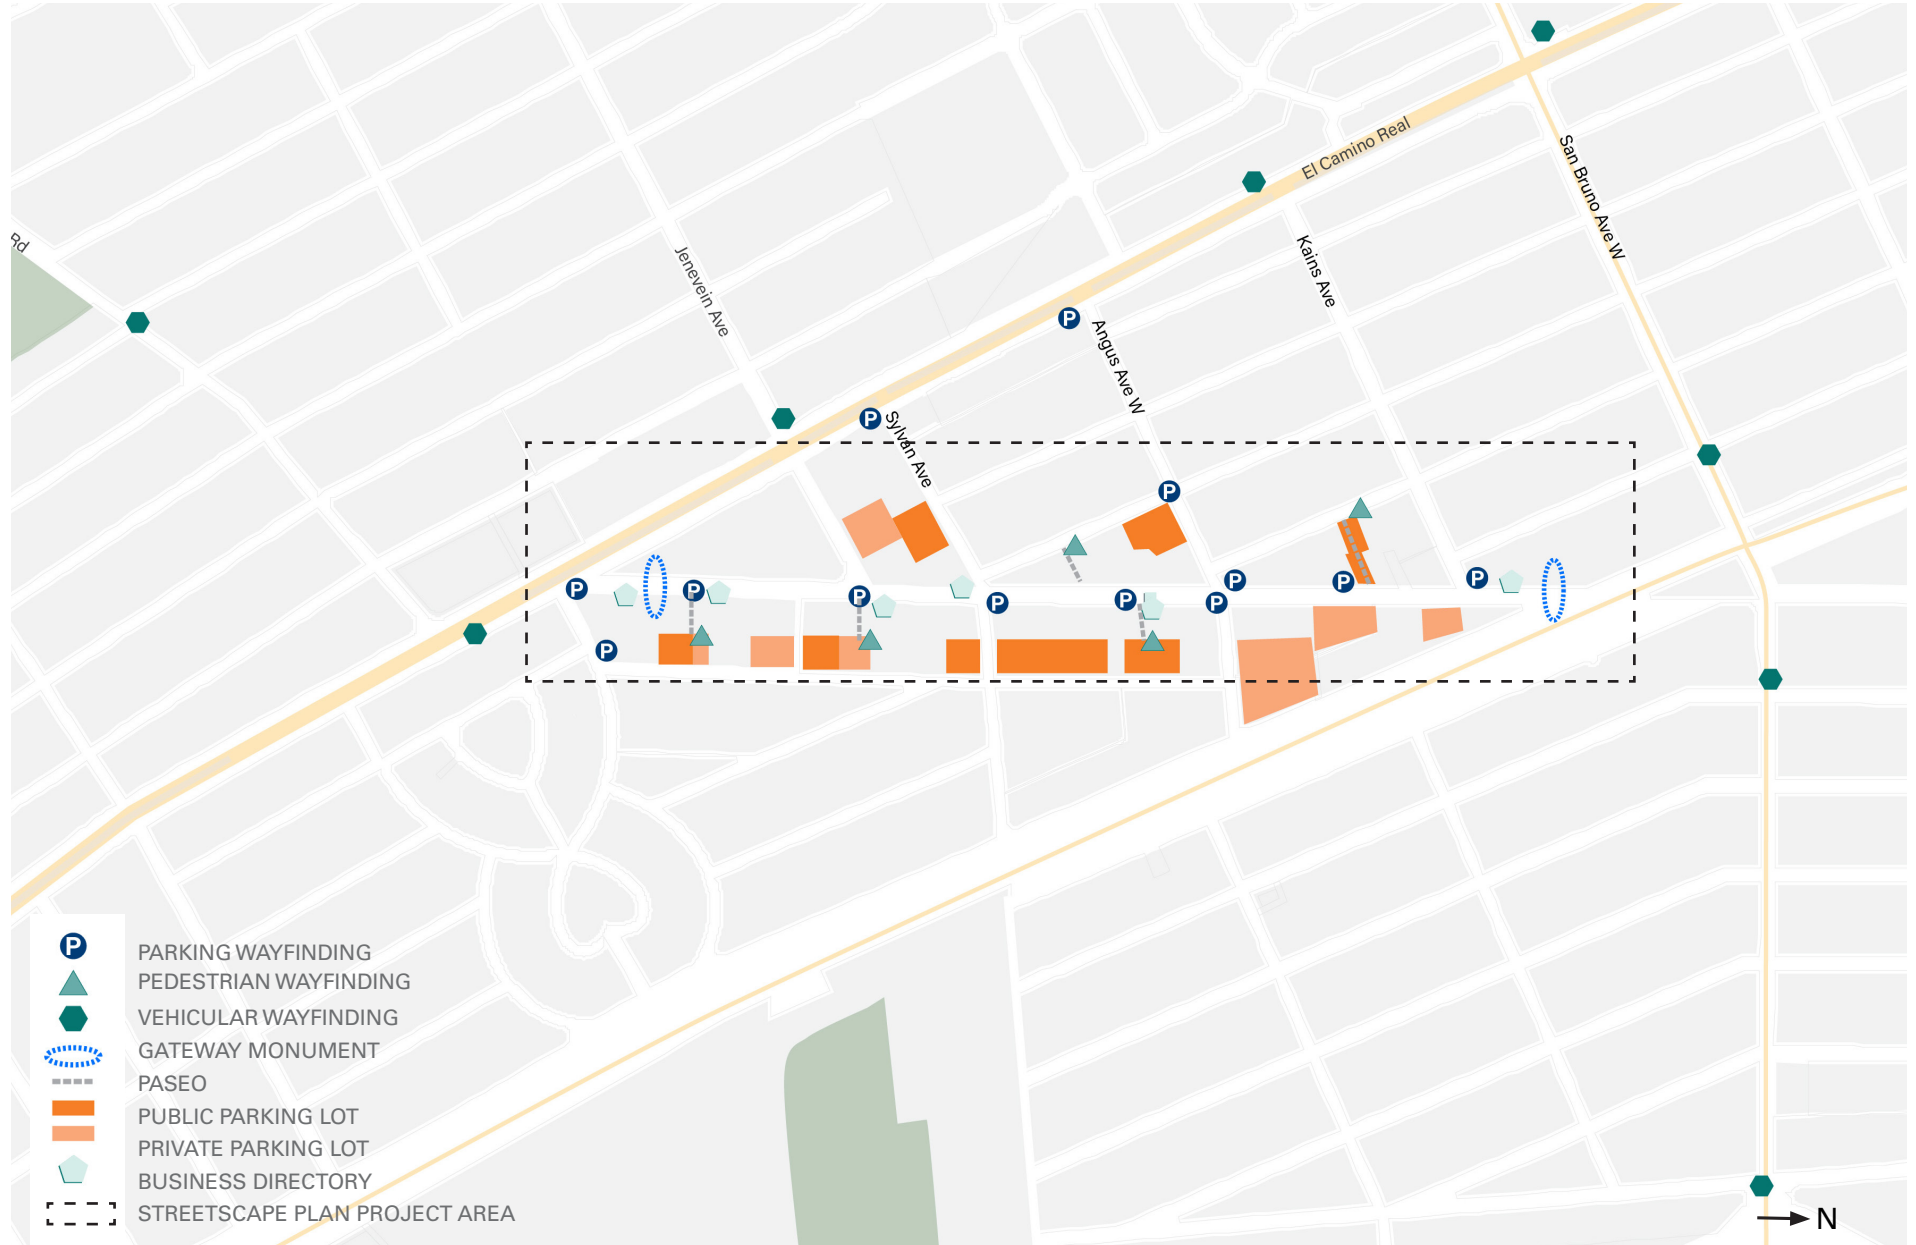 El Camino Real
San Bruno Ave W
Rd
Jenevein Ave
Kains Ave
P
Angus Ave W
P
Sylvan Ave
P
P
P
P
P
P
P
P
P
P
P
P
P PARKING WAYFINDING
PEDESTRIAN WAYFINDING
VEHICULAR WAYFINDING
GATEWAY MONUMENT
PASEO
PUBLIC PARKING LOT
PRIVATE PARKING LOT
BUSINESS DIRECTORY
STREETSCAPE PLAN PROJECT AREA
N